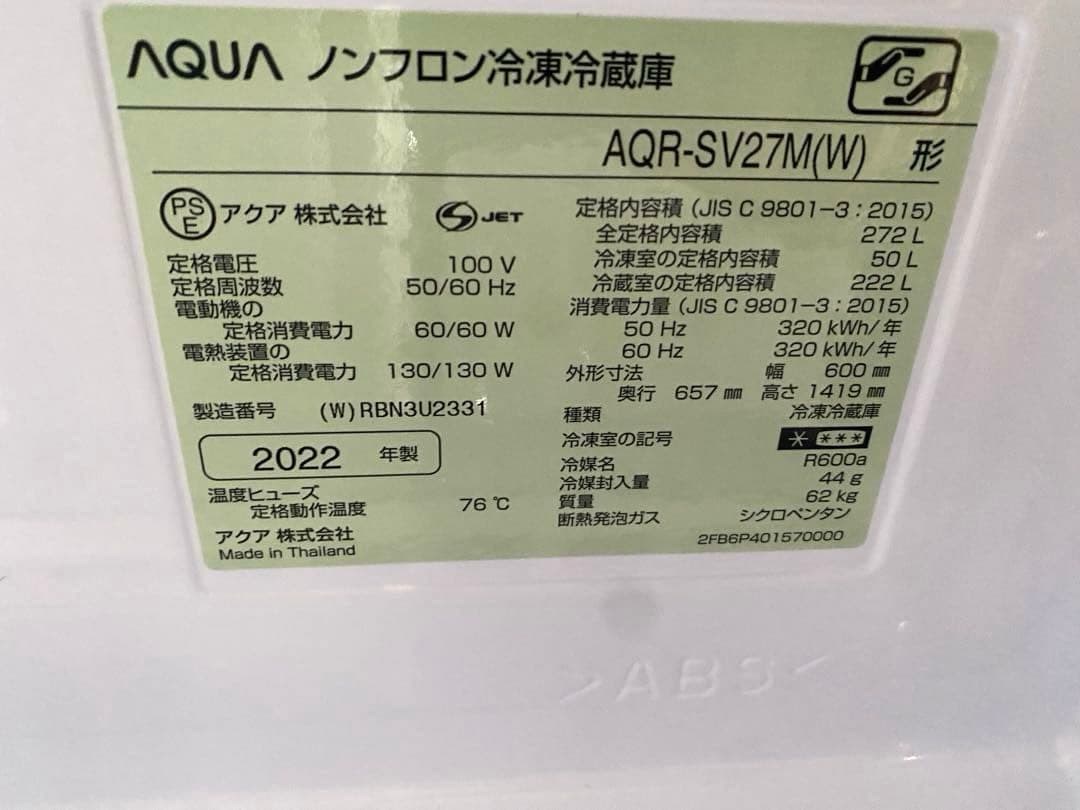 AQUA ノンフロン冷凍冷蔵庫
G
AQR-SV27M(W) 形
PSE アクア 株式会社 S JET
定格電圧 100 V
定格周波数 50/60 Hz
電動機の
定格消費電力 60/60 W
電熱装置の
定格消費電力 130/130 W
製造番号 (W)RBN3U2331
2022 年製
温度ヒューズ
定格動作温度 76 ℃
アクア 株式会社
Made in Thailand
定格内容積 (JIS C 9801-3 : 2015)
全定格内容積 272 L
冷凍室の定格内容積 50 L
冷蔵室の定格内容積 222 L
消費電力量 (JIS C 9801-3 : 2015)
50 Hz 320 kWh/年
60 Hz 320 kWh/年
外形寸法 幅 600 ㎜
奥行 657 ㎜ 高さ 1419 ㎜
種類 冷凍冷蔵庫
冷凍室の記号 * ***
冷媒名 R600a
冷媒封入量 44 g
質量 62 kg
断熱発泡ガス シクロペンタン
2FB6P401570000
>ABS<